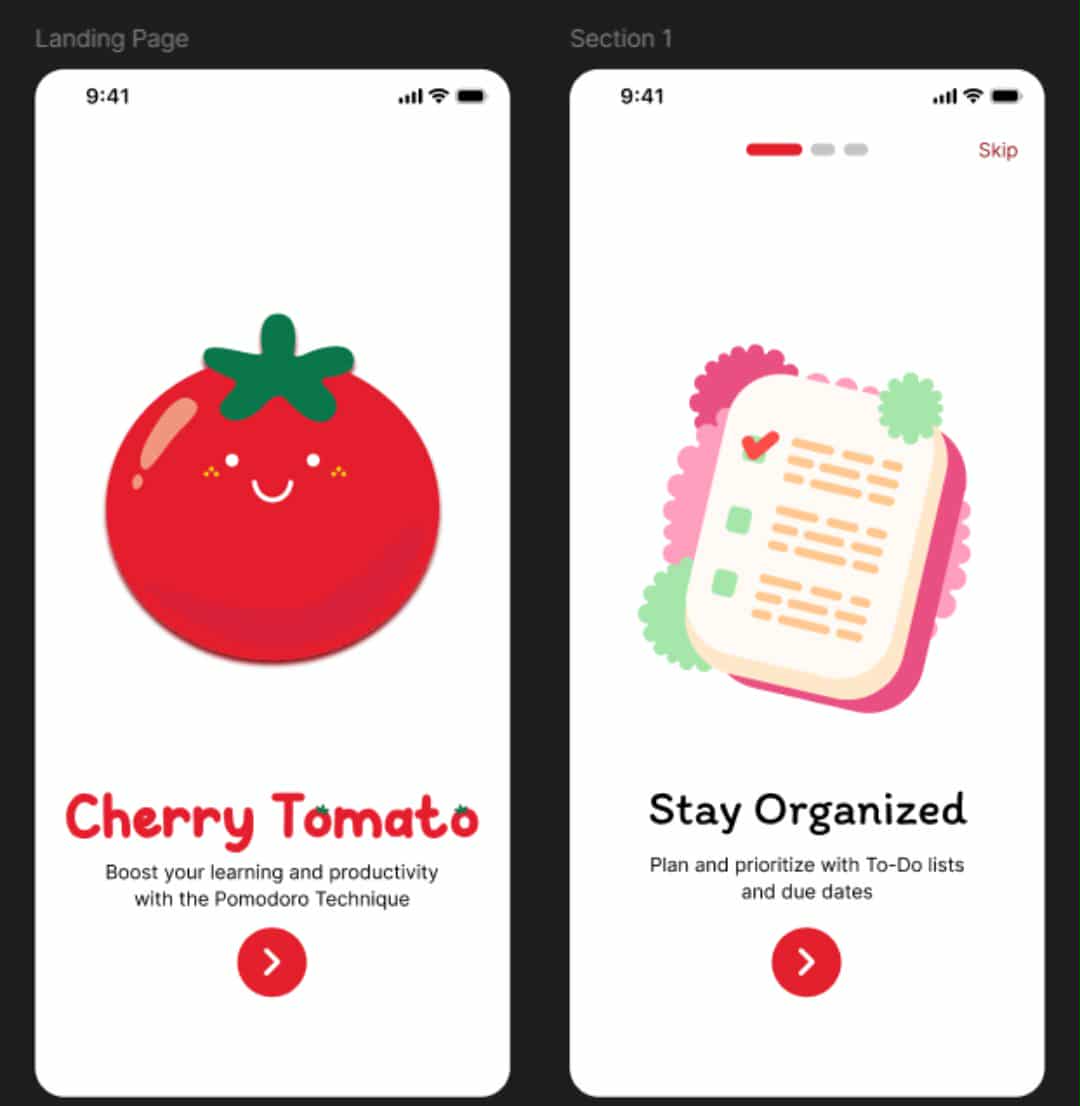 Landing Page
9:41
Cherry Tomato
Boost your learning and productivity
with the Pomodoro Technique
Section 1
9:41
Skip
Stay Organized
Plan and prioritize with To-Do lists
and due dates